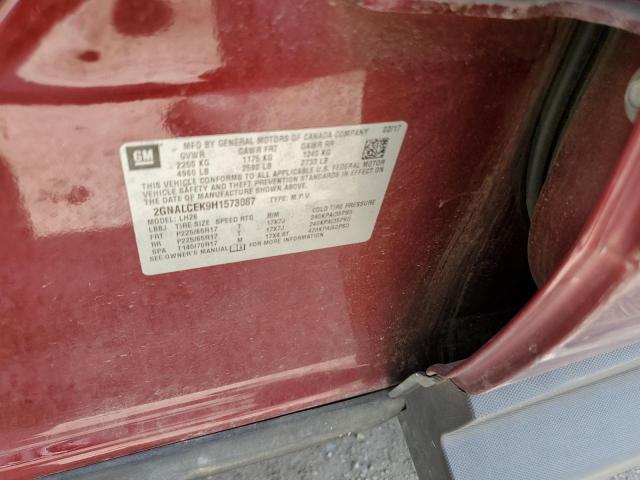 GM
MFD BY GENERAL MOTORS OF CANADA COMPANY 02/17
GVWR GAWR FRT GAWR RR
2250 KG 1175 KG 1240 KG
4960 LB 2590 LB 2733 LB
THIS VEHICLE CONFORMS TO ALL APPLICABLE U.S. FEDERAL MOTOR
VEHICLE SAFETY AND THEFT PREVENTION STANDARDS IN EFFECT ON
THE DATE OF MANUFACTURE SHOWN ABOVE.
2GNALCEK9H1573087 TYPE: M.P.V.
MODEL: LH26
LBBJ TIRE SIZE SPEED RTG RIM COLD TIRE PRESSURE
FRT P225/65R17 T 17X7J 240KPA(35PSI)
RR P225/65R17 T 17X7J 240KPA(35PSI)
SPA T145/70R17 M 17X4.5T 420KPA(60PSI)
SEE OWNER'S MANUAL FOR MORE INFORMATION.